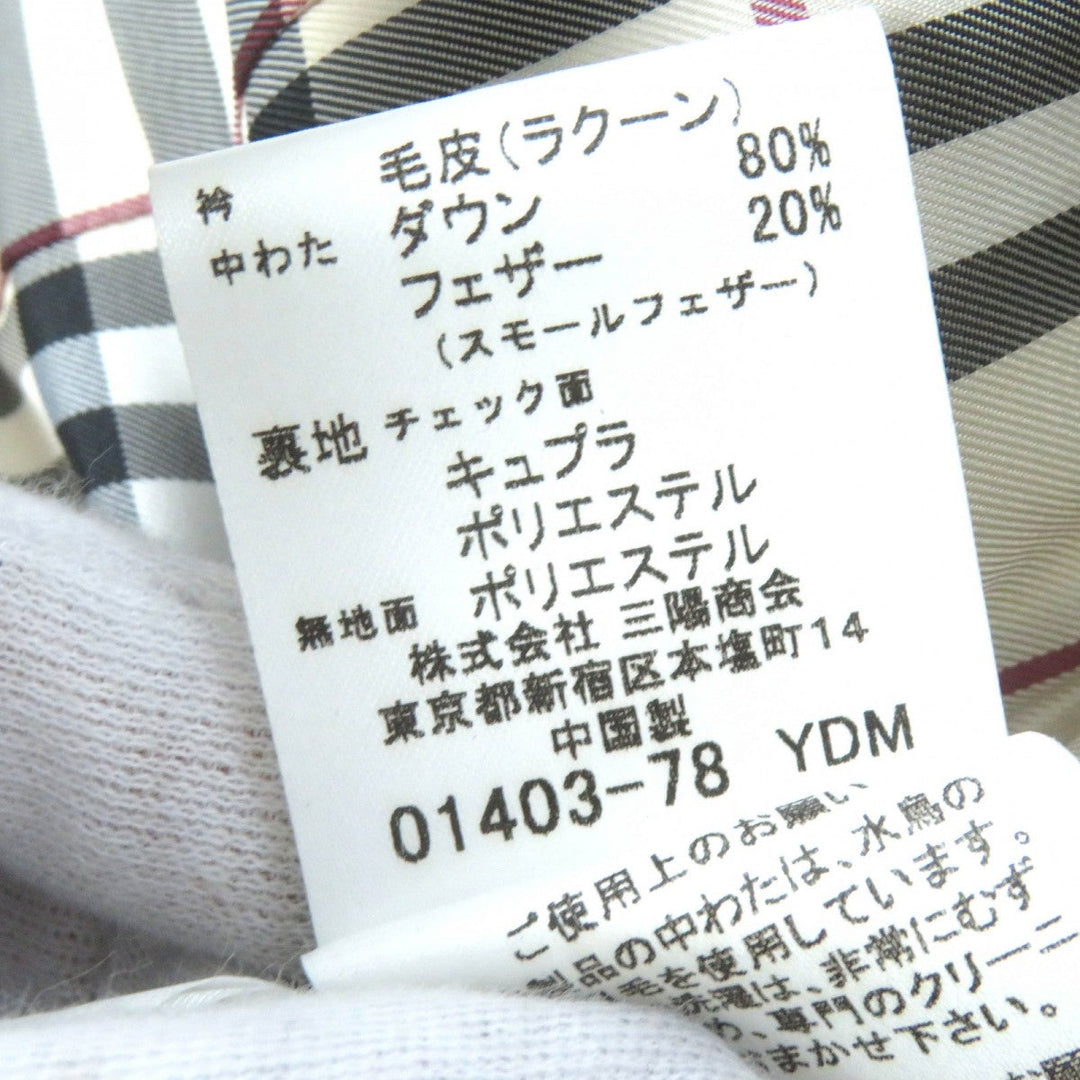 衿 毛皮(ラクーン)
中わた ダウン 80%
フェザー 20%
(スモールフェザー)
裏地 チェック面
キュプラ
ポリエステル
無地面 ポリエステル
株式会社 三陽商会
東京都新宿区本塩町14
中国製
01403-78 YDM
ご使用上のお願い
製品の中わたは、水鳥の
毛を使用しています。
洗濯は、非常にむず
、専門のクリーニ
まかせ下さい。